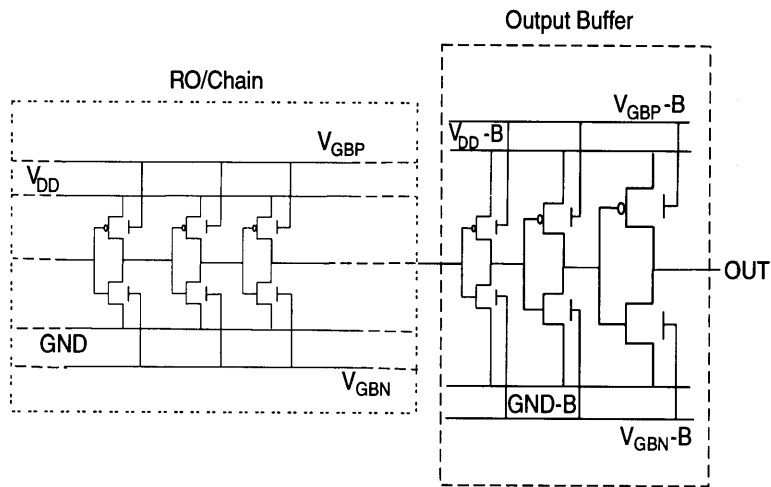 Output Buffer
RO/Chain
V_GBP-B
V_DD-B
V_GBP
V_DD
OUT
GND
V_GBN
GND-B
V_GBN-B